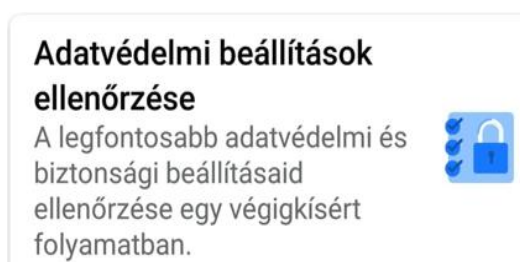 Adatvédelmi beállítások
ellenőrzése
A legfontosabb adatvédelmi és
biztonsági beállításaid
ellenőrzése egy végigkísért
folyamatban.